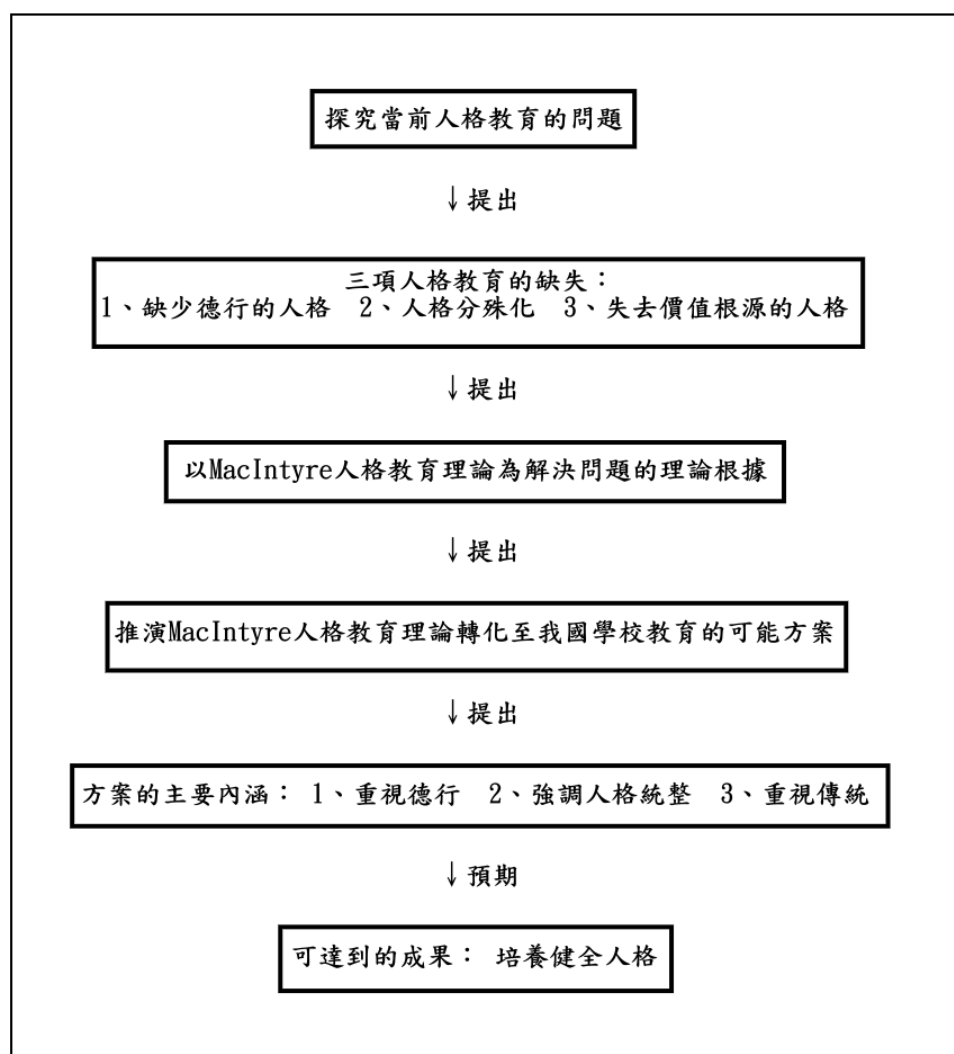 探究當前人格教育的問題
↓提出
三項人格教育的缺失：
1、缺少德行的人格　2、人格分殊化　3、失去價值根源的人格
↓提出
以MacIntyre人格教育理論為解決問題的理論根據
↓提出
推演MacIntyre人格教育理論轉化至我國學校教育的可能方案
↓提出
方案的主要內涵：　1、重視德行　2、強調人格統整　3、重視傳統
↓預期
可達到的成果：　培養健全人格